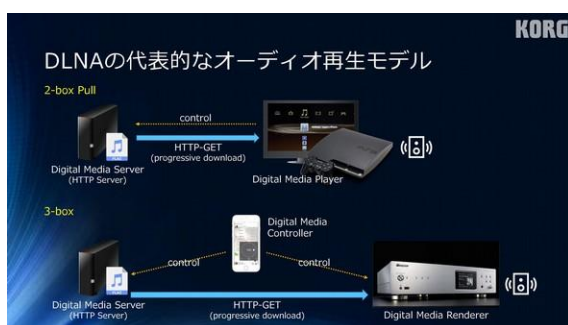 KORG
DLNAの代表的なオーディオ再生モデル
2-box Pull
control
HTTP-GET
(progressive download)
Digital Media Server
(HTTP Server)
Digital Media Player
3-box
Digital Media
Controller
control
control
HTTP-GET
(progressive download)
Digital Media Server
(HTTP Server)
Digital Media Renderer